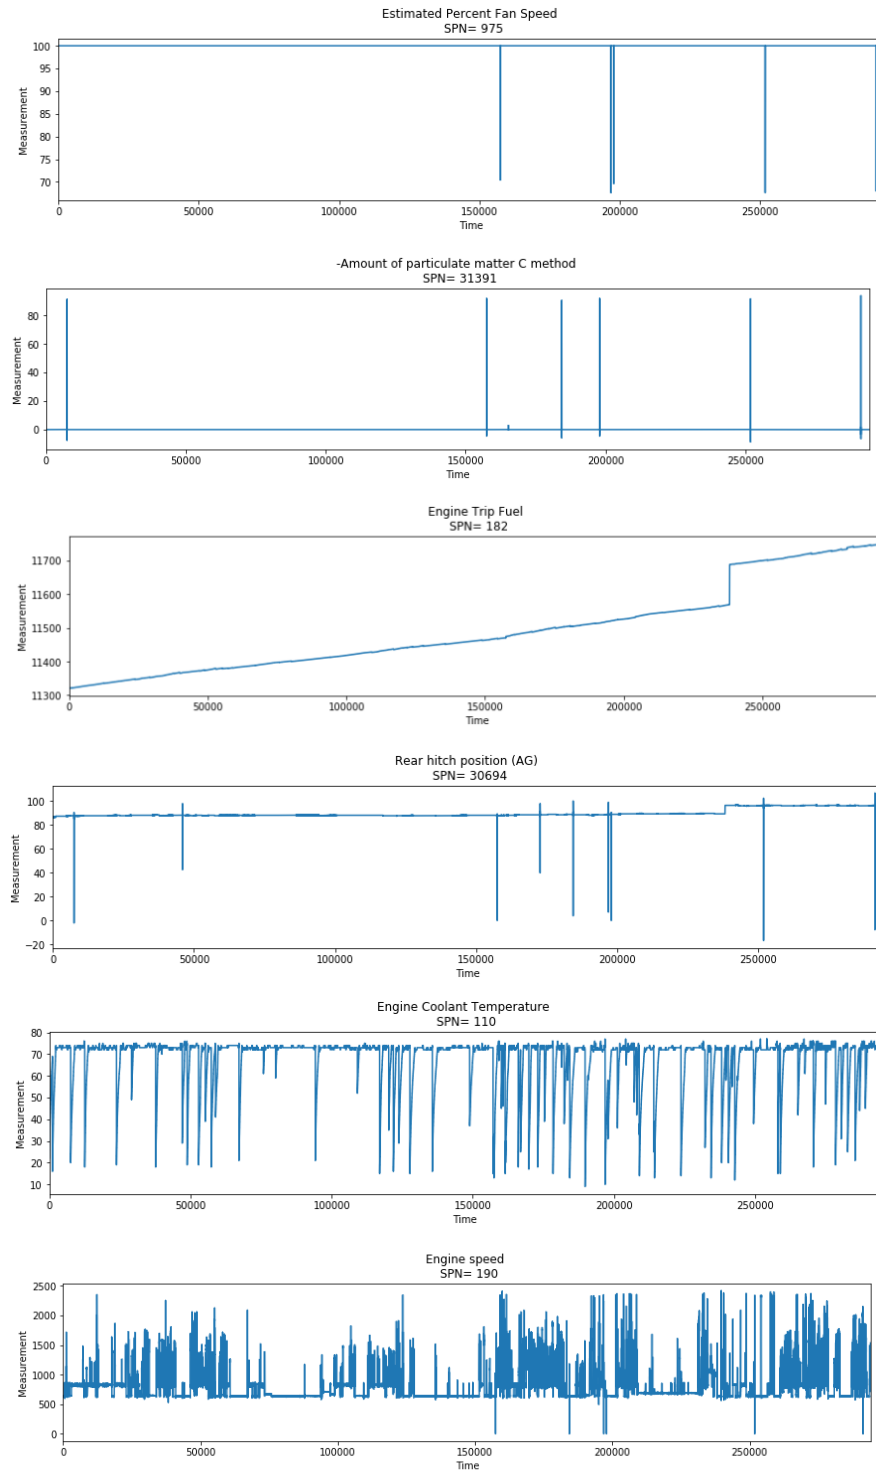 Estimated Percent Fan Speed
SPN= 975
100
95
90
85
80
75
70
Measurement
0 50000 100000 150000 200000 250000
Time
-Amount of particulate matter C method
SPN= 31391
80
60
40
20
0
Measurement
0 50000 100000 150000 200000 250000
Time
Engine Trip Fuel
SPN= 182
11700
11600
11500
11400
11300
Measurement
0 50000 100000 150000 200000 250000
Time
Rear hitch position (AG)
SPN= 30694
100
80
60
40
20
0
−20
Measurement
0 50000 100000 150000 200000 250000
Time
Engine Coolant Temperature
SPN= 110
80
70
60
50
40
30
20
10
Measurement
0 50000 100000 150000 200000 250000
Time
Engine speed
SPN= 190
2500
2000
1500
1000
500
0
Measurement
0 50000 100000 150000 200000 250000
Time